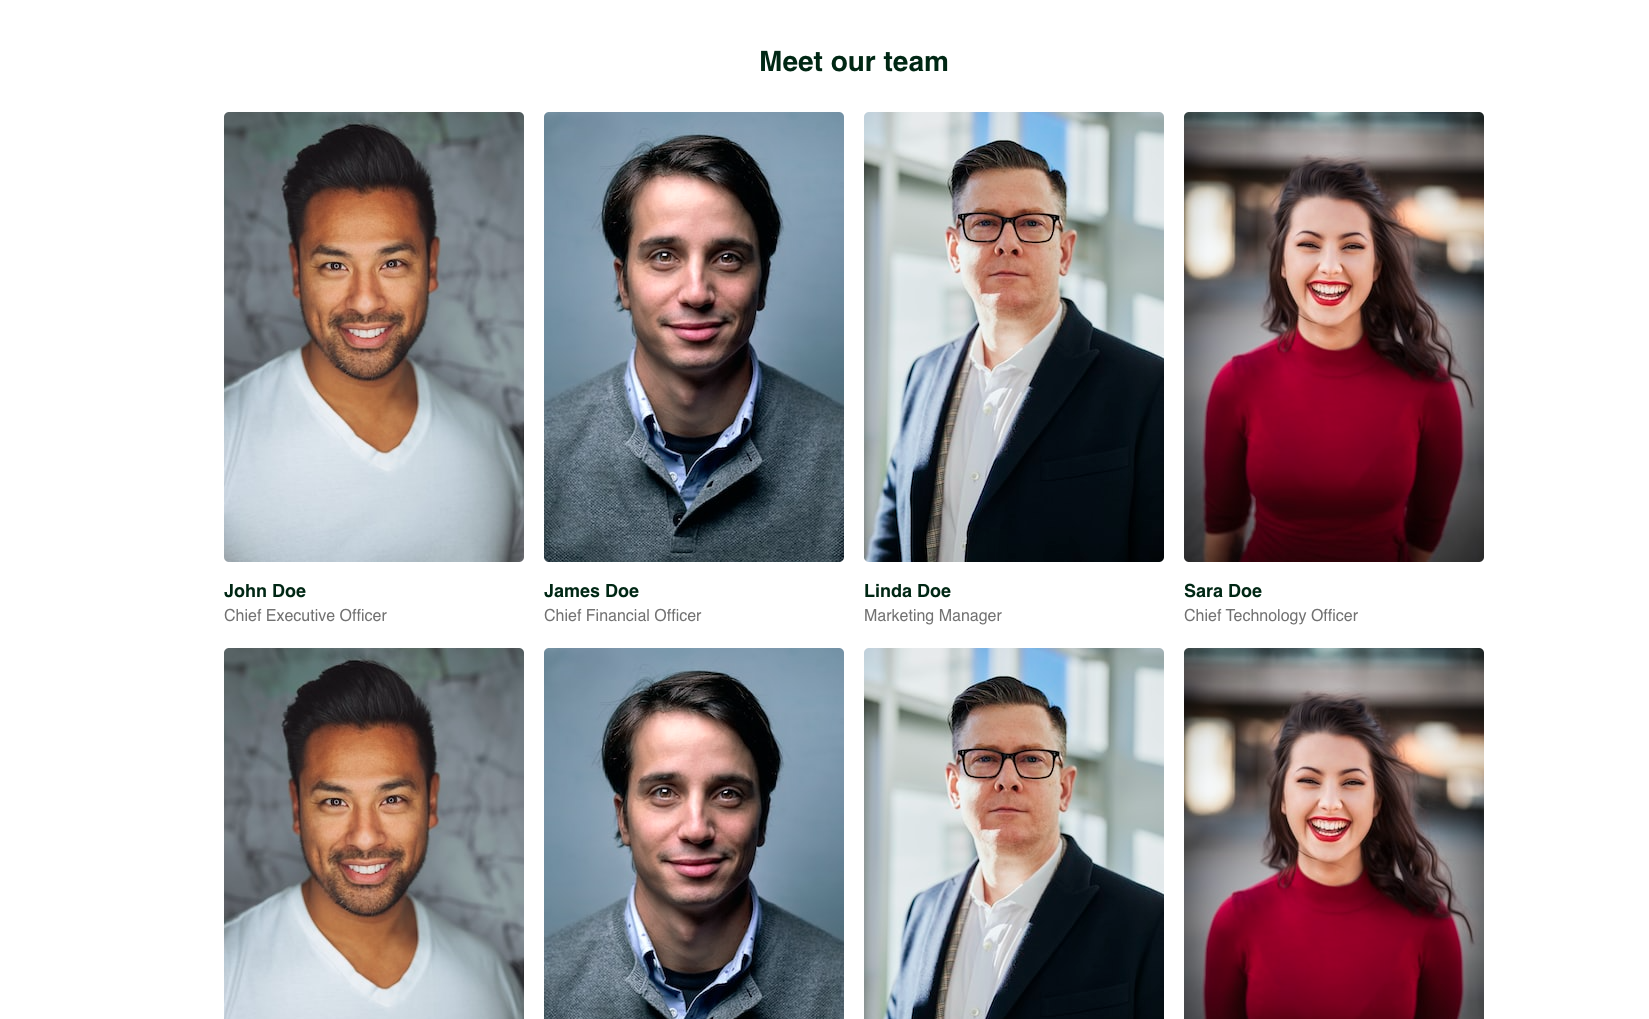 Meet our team
John Doe
Chief Executive Officer
James Doe
Chief Financial Officer
Linda Doe
Marketing Manager
Sara Doe
Chief Technology Officer